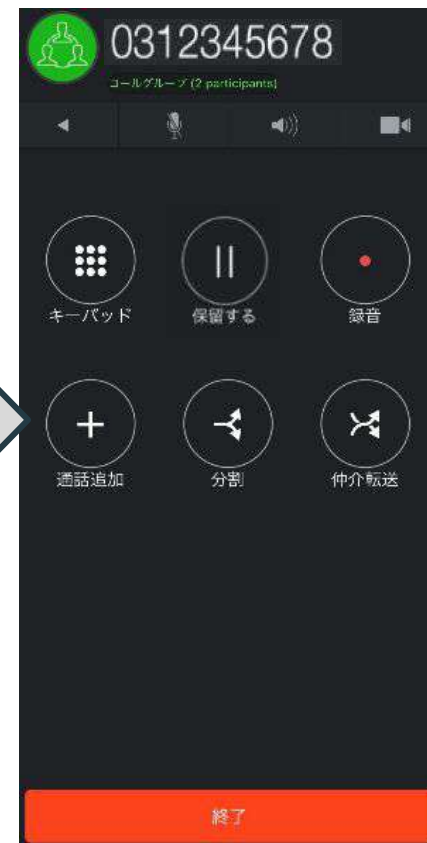 0312345678
コールグループ (2 participants)
キーパッド
保留する
録音
通話追加
分割
仲介転送
終了